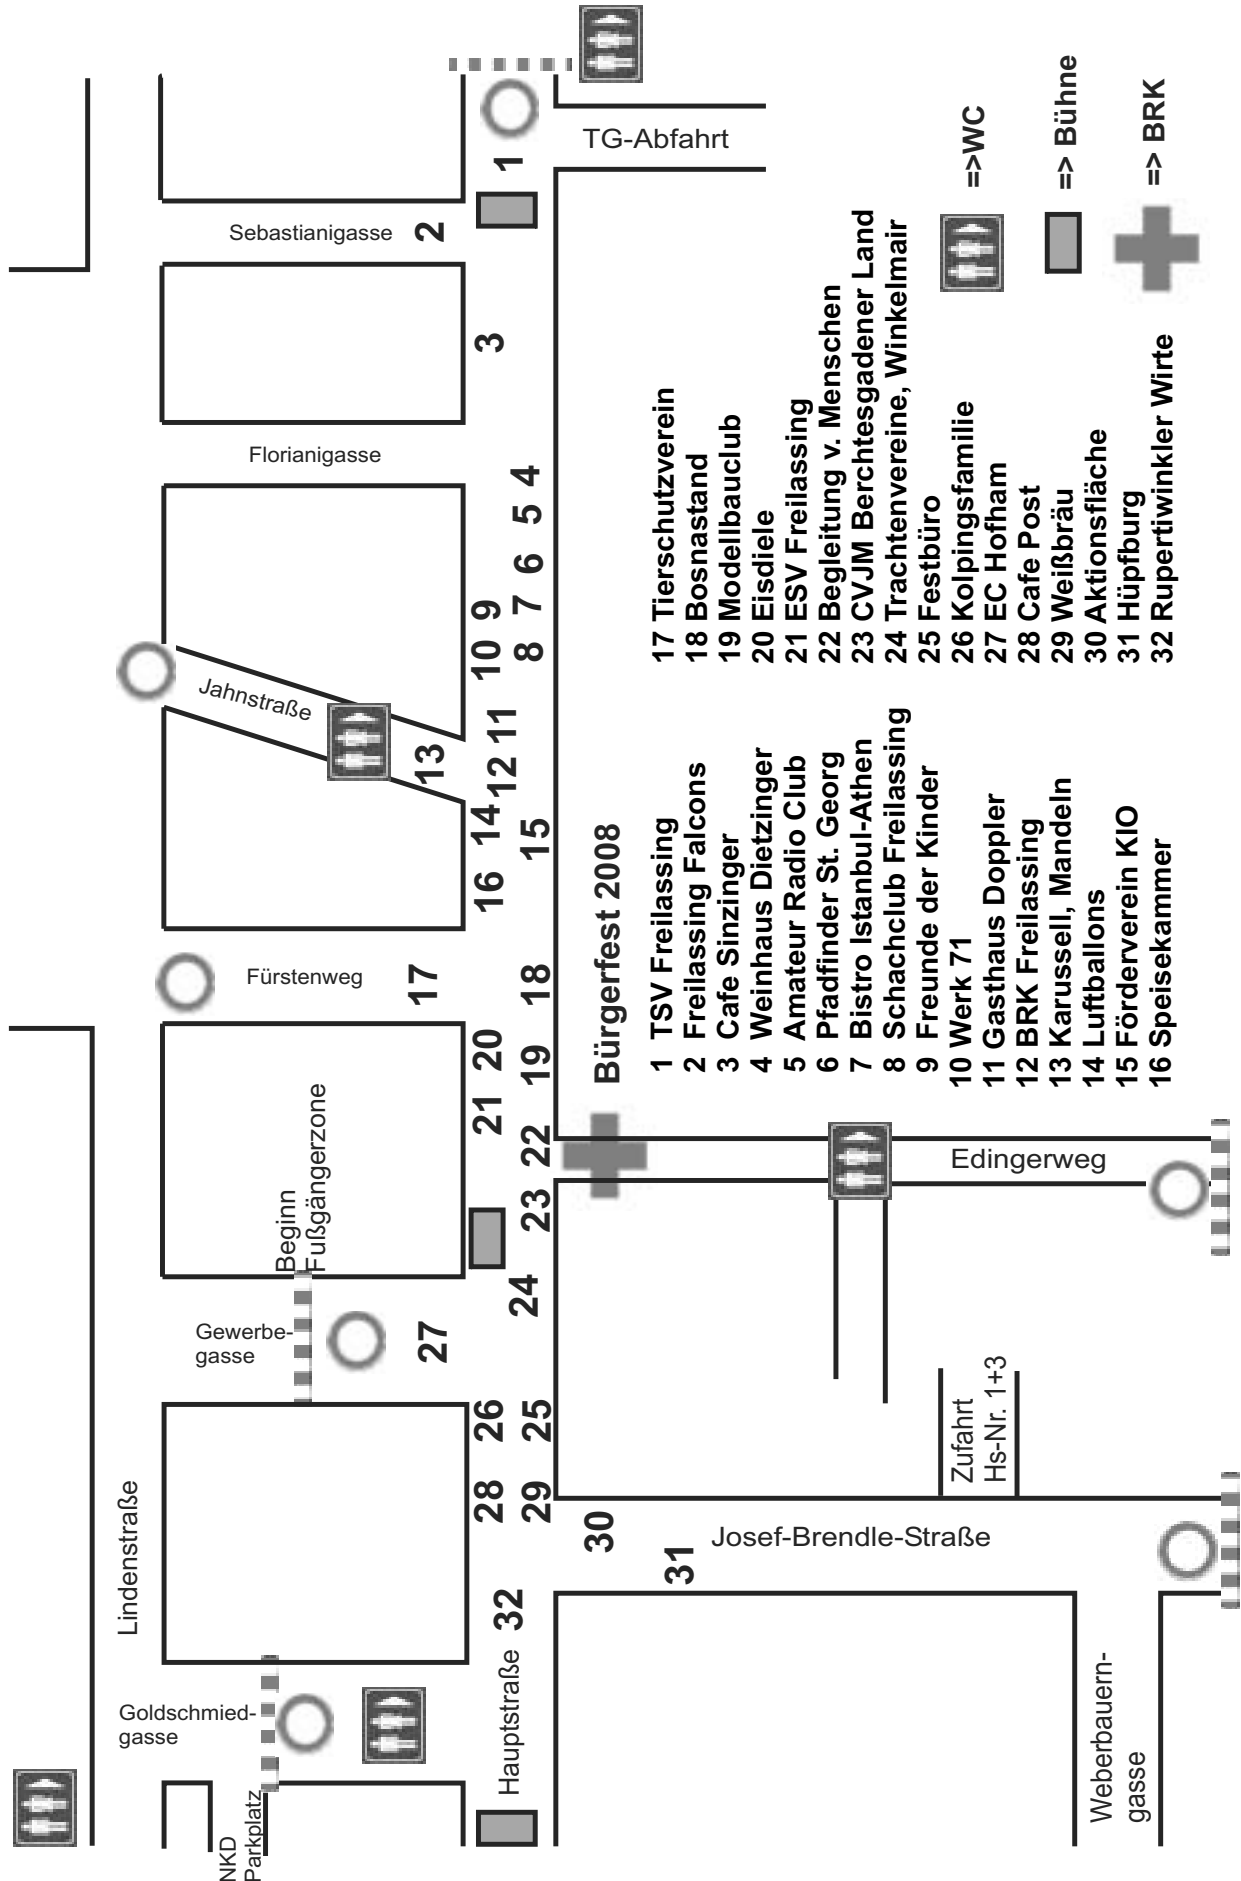 Lindenstraße
Goldschmied-
gasse
NKD
Parkplatz
Gewerbe-
gasse
Beginn
Fußgängerzone
Fürstenweg
Jahnstraße
Florianigasse
Sebastianigasse
Hauptstraße
32
28
29
26
25
27
24
23
22
21
20
19
18
17
16
15
14
13
12
11
10
9
8
7
6
5
4
3
2
1
30
31
Josef-Brendle-Straße
Weberbauern-
gasse
Zufahrt
Hs-Nr. 1+3
Edingerweg
TG-Abfahrt
Bürgerfest 2008
1 TSV Freilassing
2 Freilassing Falcons
3 Cafe Sinzinger
4 Weinhaus Dietzinger
5 Amateur Radio Club
6 Pfadfinder St. Georg
7 Bistro Istanbul-Athen
8 Schachclub Freilassing
9 Freunde der Kinder
10 Werk 71
11 Gasthaus Doppler
12 BRK Freilassing
13 Karussell, Mandeln
14 Luftballons
15 Förderverein KIO
16 Speisekammer
17 Tierschutzverein
18 Bosnastand
19 Modellbauclub
20 Eisdiele
21 ESV Freilassing
22 Begleitung v. Menschen
23 CVJM Berchtesgadener Land
24 Trachtenvereine, Winkelmair
25 Festbüro
26 Kolpingsfamilie
27 EC Hofham
28 Cafe Post
29 Weißbräu
30 Aktionsfläche
31 Hüpfburg
32 Rupertiwinkler Wirte
=>WC
=> Bühne
=> BRK